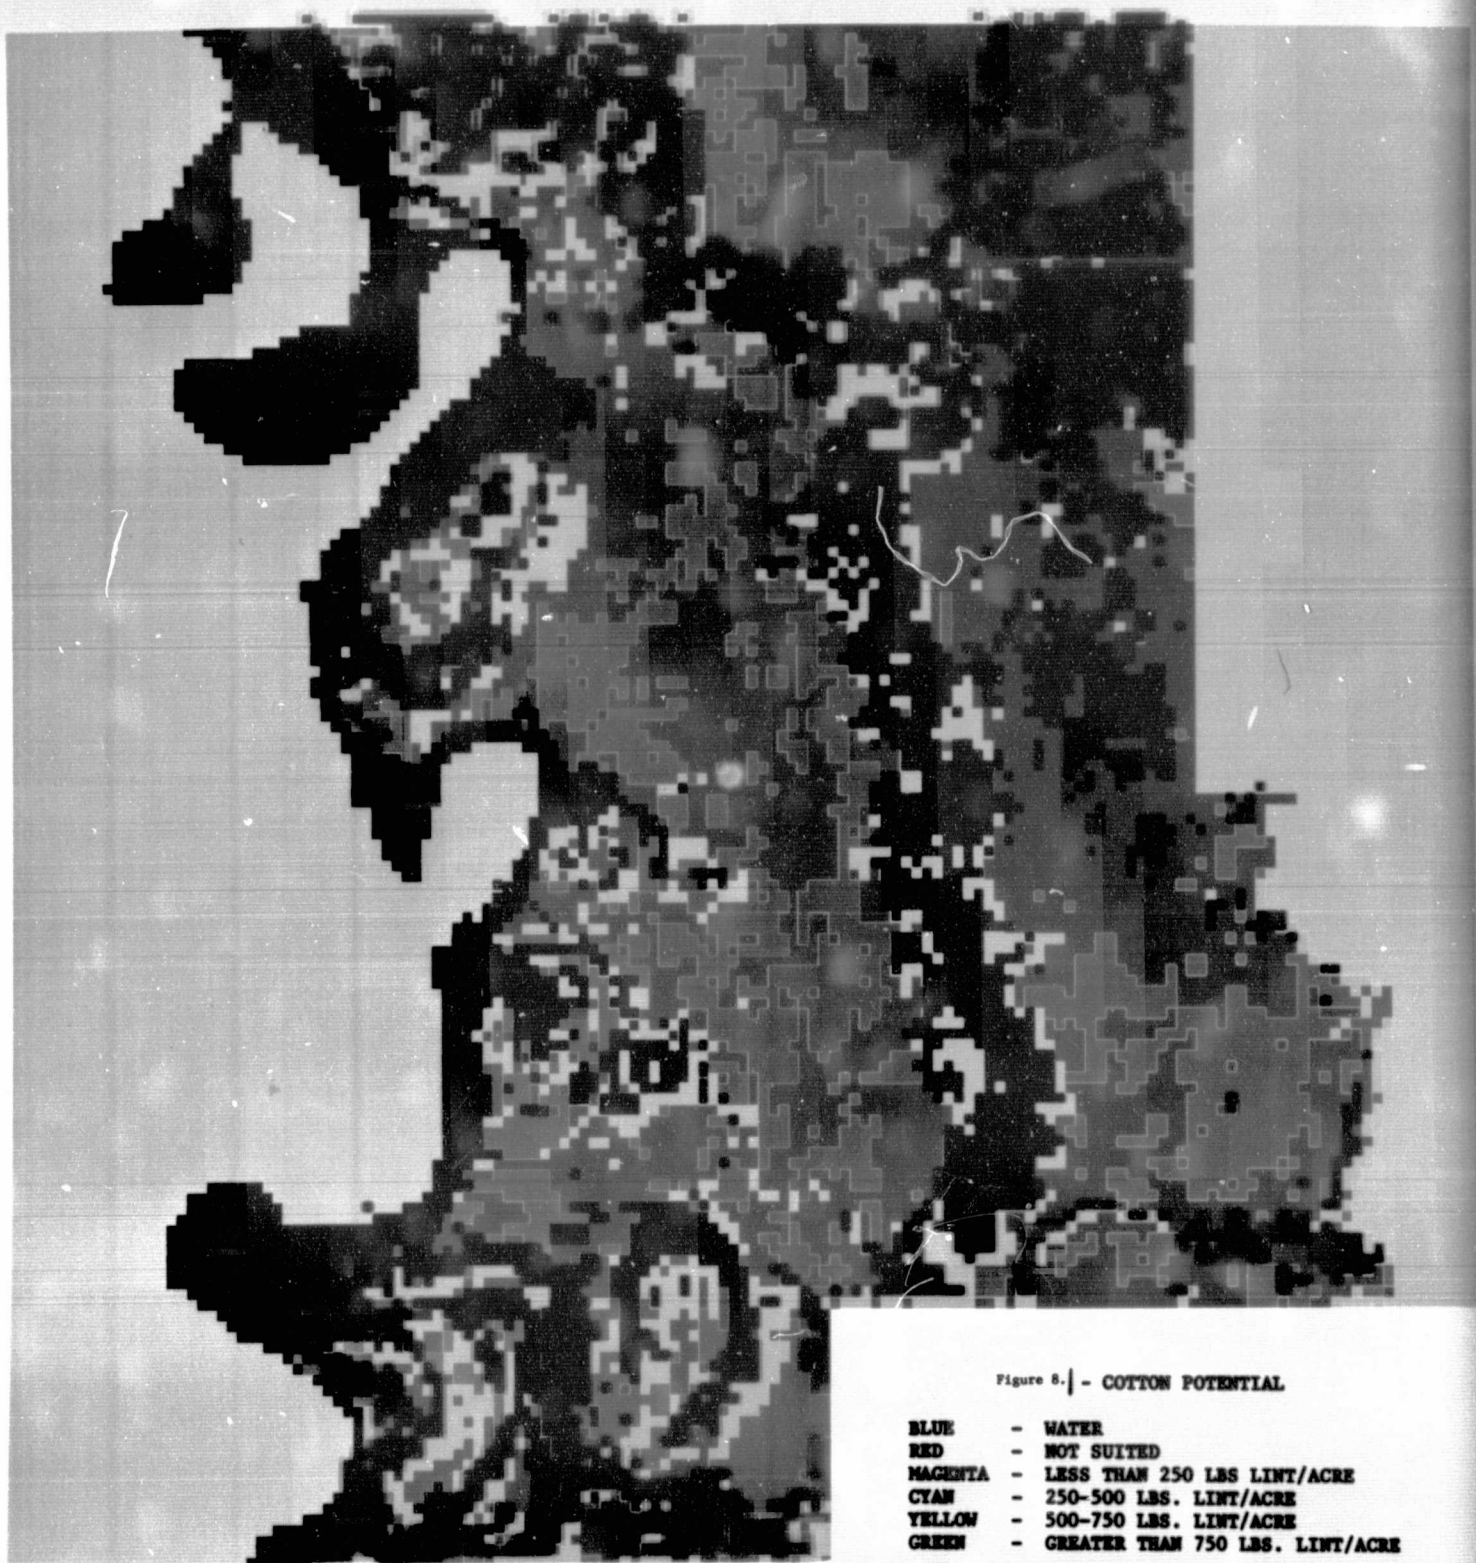 Figure 8. - COTTON POTENTIAL
BLUE - WATER
RED - NOT SUITED
MAGENTA - LESS THAN 250 LBS LINT/ACRE
CYAN - 250-500 LBS. LINT/ACRE
YELLOW - 500-750 LBS. LINT/ACRE
GREEN - GREATER THAN 750 LBS. LINT/ACRE